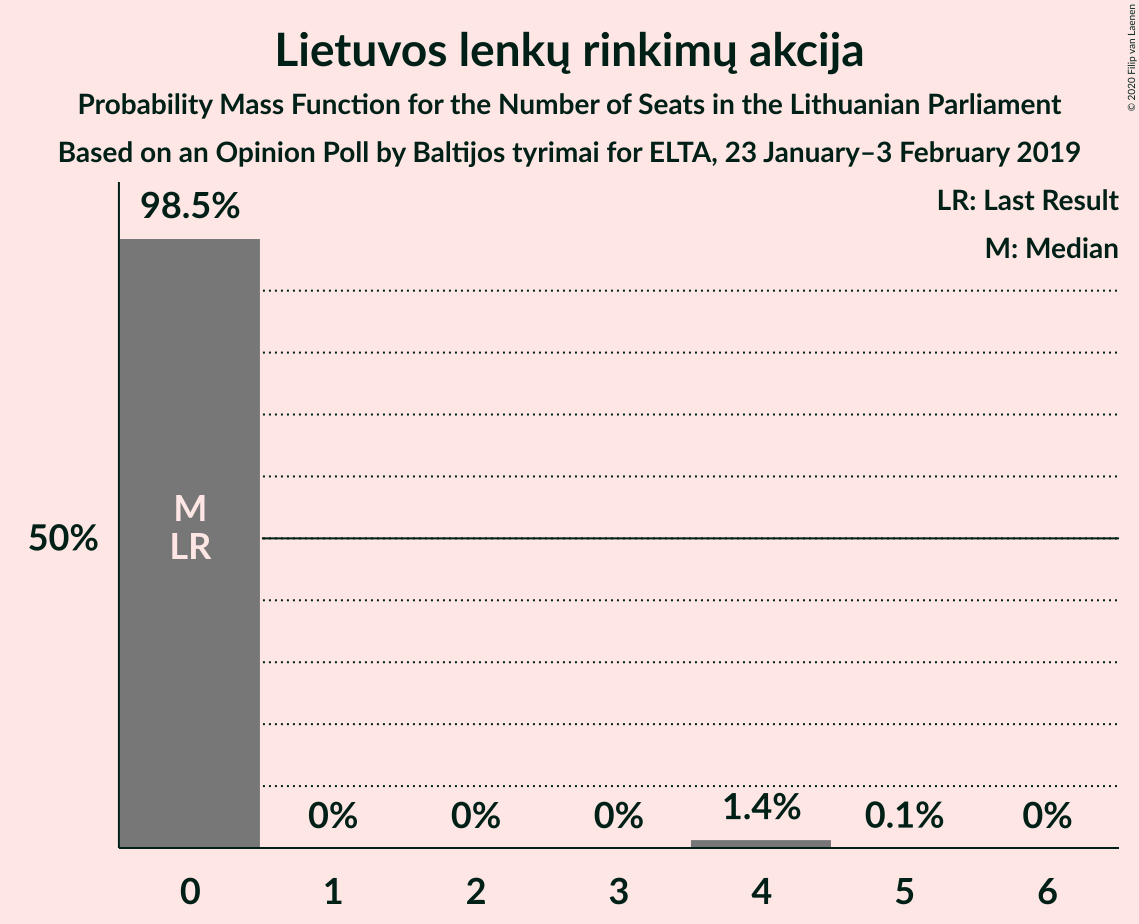 Lietuvos lenkų rinkimų akcija
Probability Mass Function for the Number of Seats in the Lithuanian Parliament
Based on an Opinion Poll by Baltijos tyrimai for ELTA, 23 January–3 February 2019
© 2020 Filip van Laenen
LR: Last Result
M: Median
98.5%
M
LR
50%
0%
0%
0%
1.4%
0.1%
0%
0
1
2
3
4
5
6